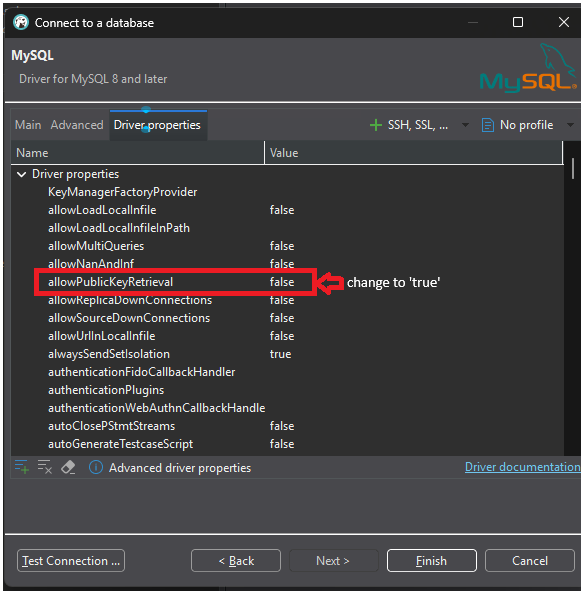 Connect to a database
MySQL
Driver for MySQL 8 and later
MySQL®
Main Advanced Driver properties SSH, SSL, ... No profile
Name Value
Driver properties
KeyManagerFactoryProvider
allowLoadLocalInfile false
allowLoadLocalInfileInPath
allowMultiQueries false
allowNanAndInf false
allowPublicKeyRetrieval false change to 'true'
allowReplicaDownConnections false
allowSourceDownConnections false
allowUrlInLocalInfile false
alwaysSendSetIsolation true
authenticationFidoCallbackHandler
authenticationPlugins
authenticationWebAuthnCallbackHandle
autoClosePStmtStreams false
autoGenerateTestcaseScript false
Advanced driver properties Driver documentation
Test Connection ... < Back Next > Finish Cancel